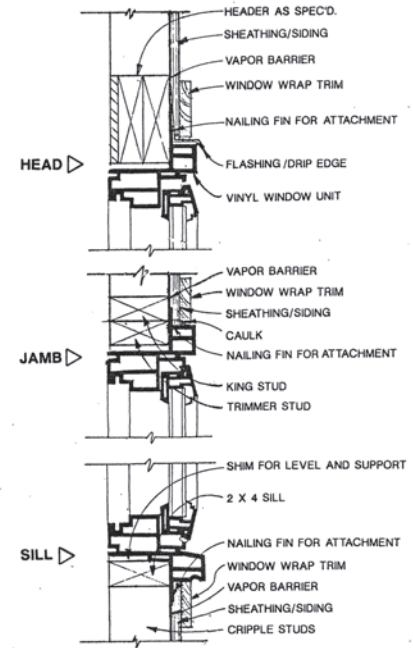 HEADER AS SPEC'D.
SHEATHING/SIDING
VAPOR BARRIER
WINDOW WRAP TRIM
NAILING FIN FOR ATTACHMENT
HEAD
FLASHING/DRIP EDGE
VINYL WINDOW UNIT
VAPOR BARRIER
WINDOW WRAP TRIM
SHEATHING/SIDING
CAULK
NAILING FIN FOR ATTACHMENT
JAMB
KING STUD
TRIMMER STUD
SHIM FOR LEVEL AND SUPPORT
2 X 4 SILL
NAILING FIN FOR ATTACHMENT
SILL
WINDOW WRAP TRIM
VAPOR BARRIER
SHEATHING/SIDING
CRIPPLE STUDS